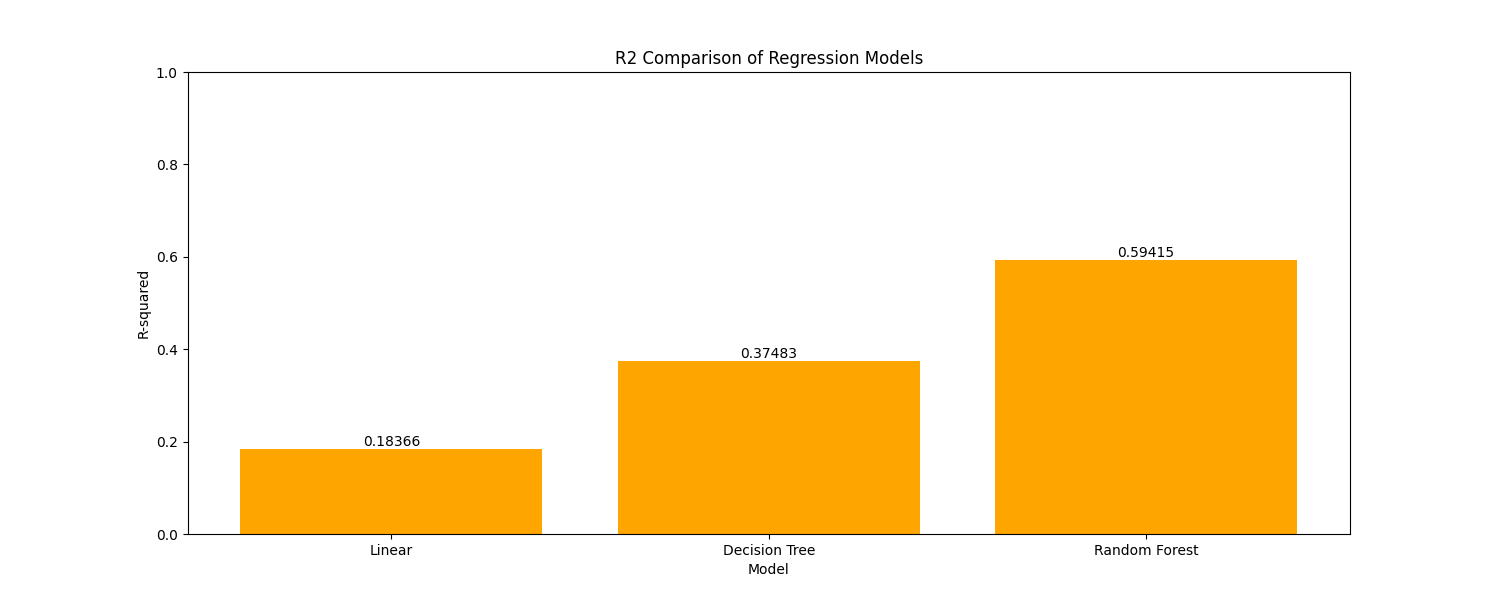 R2 Comparison of Regression Models
1.0
0.8
0.6
0.4
0.2
0.0
R-squared
0.18366
0.37483
0.59415
Linear
Decision Tree
Random Forest
Model